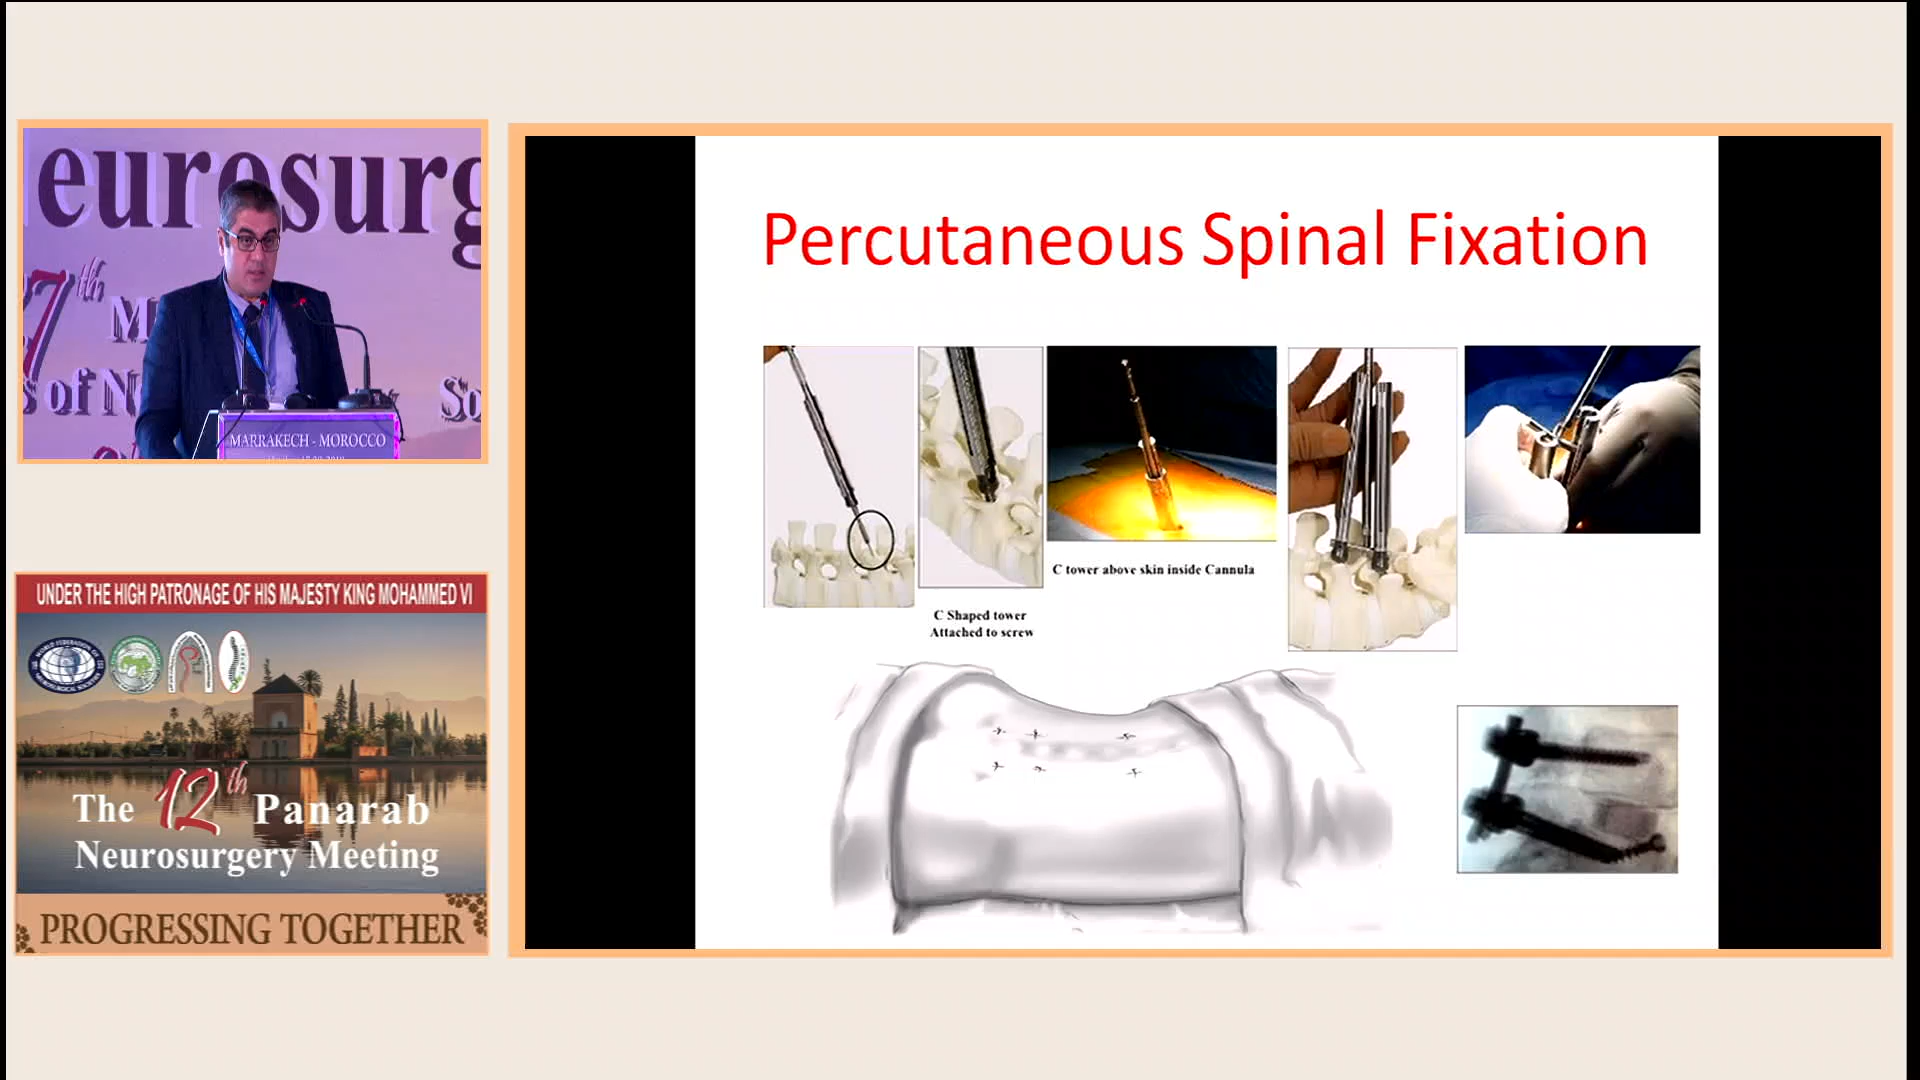 eurosurg
7th
M
s of N
So
MARRAKECH - MOROCCO
UNDER THE HIGH PATRONAGE OF HIS MAJESTY KING MOHAMMED VI
The 12th Panarab
Neurosurgery Meeting
PROGRESSING TOGETHER
Percutaneous Spinal Fixation
C tower above skin inside Cannula
C Shaped tower
Attached to screw